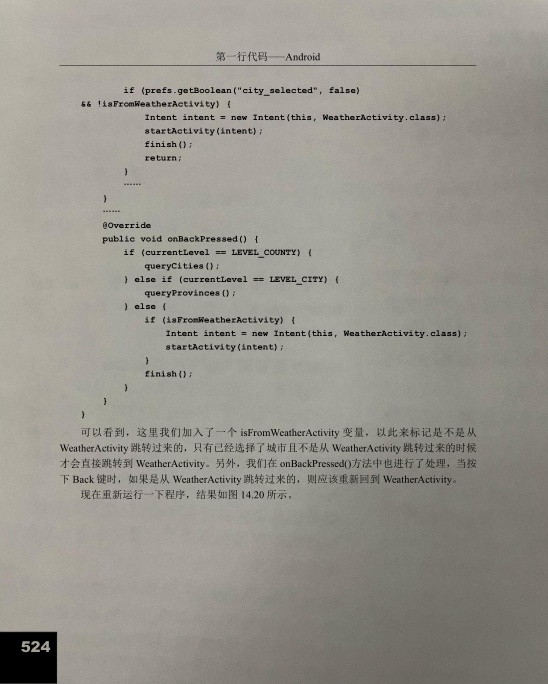 第一行代码——Android
if (prefs.getBoolean("city_selected", false)
&& !isFromWeatherActivity) {
Intent intent = new Intent(this, WeatherActivity.class);
startActivity(intent);
finish();
return;
}
……
}
……
@Override
public void onBackPressed() {
if (currentLevel == LEVEL_COUNTY) {
queryCities();
} else if (currentLevel == LEVEL_CITY) {
queryProvinces();
} else {
if (isFromWeatherActivity) {
Intent intent = new Intent(this, WeatherActivity.class);
startActivity(intent);
}
finish();
}
}
}
可以看到，这里我们加入了一个 isFromWeatherActivity 变量，以此来标记是不是从
WeatherActivity 跳转过来的，只有已经选择了城市且不是从 WeatherActivity 跳转过来的时候
才会直接跳转到 WeatherActivity。另外，我们在 onBackPressed()方法中也进行了处理，当按
下 Back 键时，如果是从 WeatherActivity 跳转过来的，则应该重新回到 WeatherActivity。
现在重新运行一下程序，结果如图 14.20 所示。
524